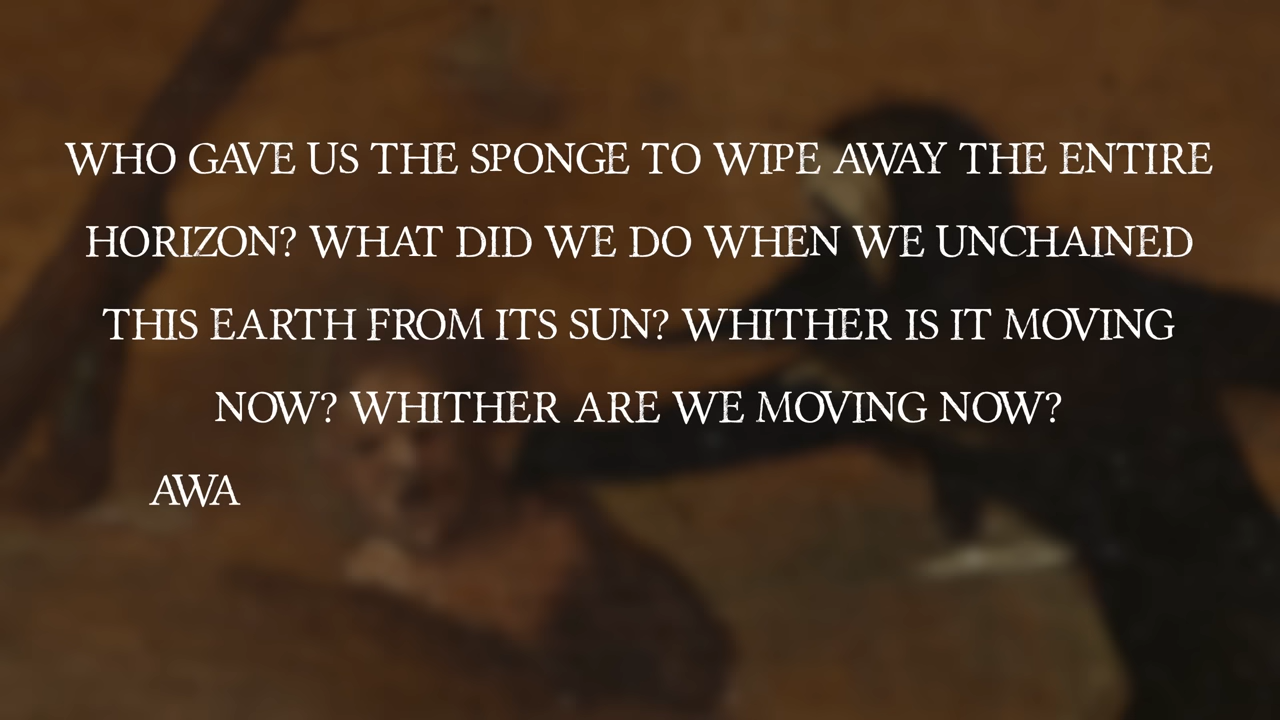 WHO GAVE US THE SPONGE TO WIPE AWAY THE ENTIRE
HORIZON? WHAT DID WE DO WHEN WE UNCHAINED
THIS EARTH FROM ITS SUN? WHITHER IS IT MOVING
NOW? WHITHER ARE WE MOVING NOW?
AWA